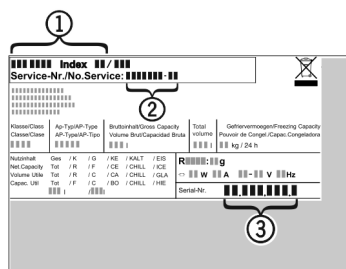 1
Index /
Service-Nr./No.Service: -
2
Klasse/Class Ap-Typ/AP-Type Bruttoinhalt/Gross Capacity Total Gefriervermoegen/Freezing Capacity
Classe/Clase AP-Type/AP-Tipo Volume Brut/Capacidad Bruta volume Pouvoir de Congel./Capac.Congeladora
l l kg / 24 h
Nutzinhalt Ges / K / G / KE / KALT / EIS
Net.Capacity Tot / R / F / CE / CHILL / ICE
Volume Utile Tot / F / C / CA / CHILL / GLA
Capac. Util Tot / F / C / BO / CHILL / HIE
l / l
R : g
W A - V Hz
Serial-Nr. . . .
3